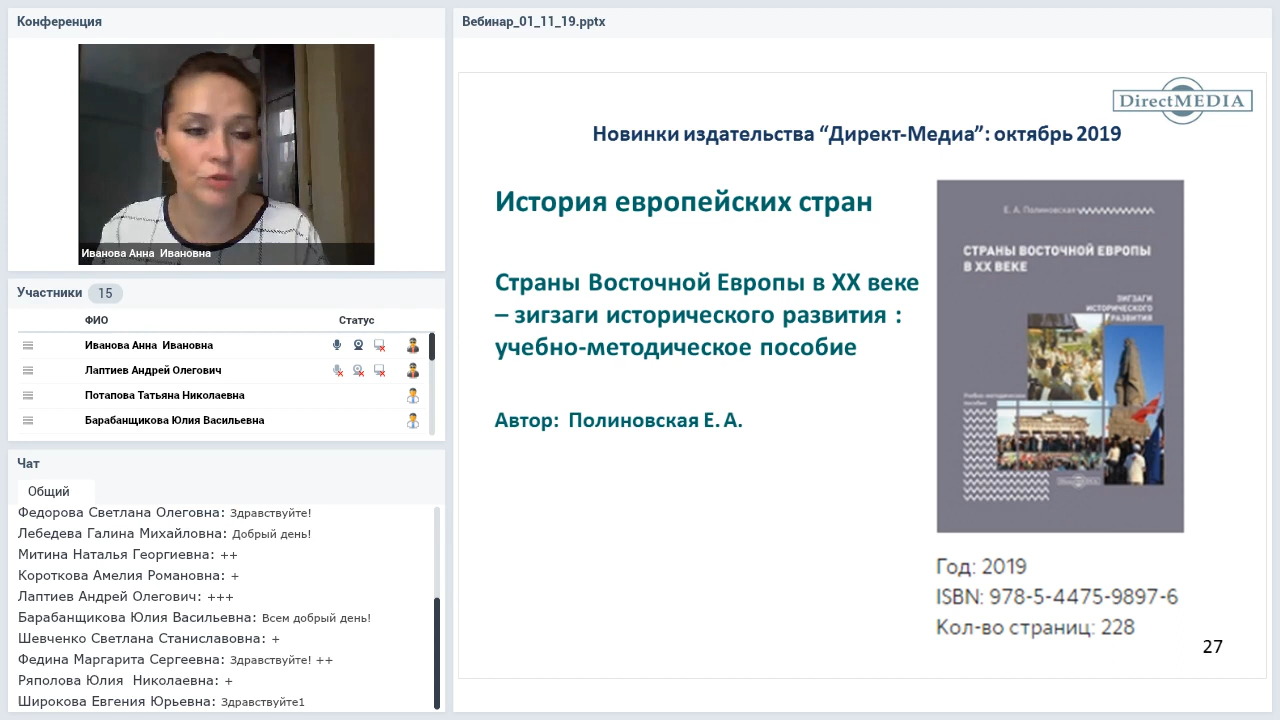 Конференция
Иванова Анна  Ивановна
Участники 15
ФИО Статус
Иванова Анна  Ивановна
Лаптиев Андрей Олегович
Потапова Татьяна Николаевна
Барабанщикова Юлия Васильевна
Чат
Общий
Федорова Светлана Олеговна: Здравствуйте!
Лебедева Галина Михайловна: Добрый день!
Митина Наталья Георгиевна: ++
Короткова Амелия Романовна: +
Лаптиев Андрей Олегович: +++
Барабанщикова Юлия Васильевна: Всем добрый день!
Шевченко Светлана Станиславовна: +
Федина Маргарита Сергеевна: Здравствуйте! ++
Ряполова Юлия  Николаевна: +
Широкова Евгения Юрьевна: Здравствуйте1
Вебинар_01_11_19.pptx
DirectMEDIA
Новинки издательства “Директ-Медиа”: октябрь 2019
История европейских стран
Страны Восточной Европы в XX веке
– зигзаги исторического развития :
учебно-методическое пособие
Автор:  Полиновская Е. А.
Е. А. Полиновская
СТРАНЫ ВОСТОЧНОЙ ЕВРОПЫ
В XX ВЕКЕ
ЗИГЗАГИ
ИСТОРИЧЕСКОГО
РАЗВИТИЯ
Учебно-методическое
пособие
DirectMEDIA
Год: 2019
ISBN: 978-5-4475-9897-6
Кол-во страниц: 228
27